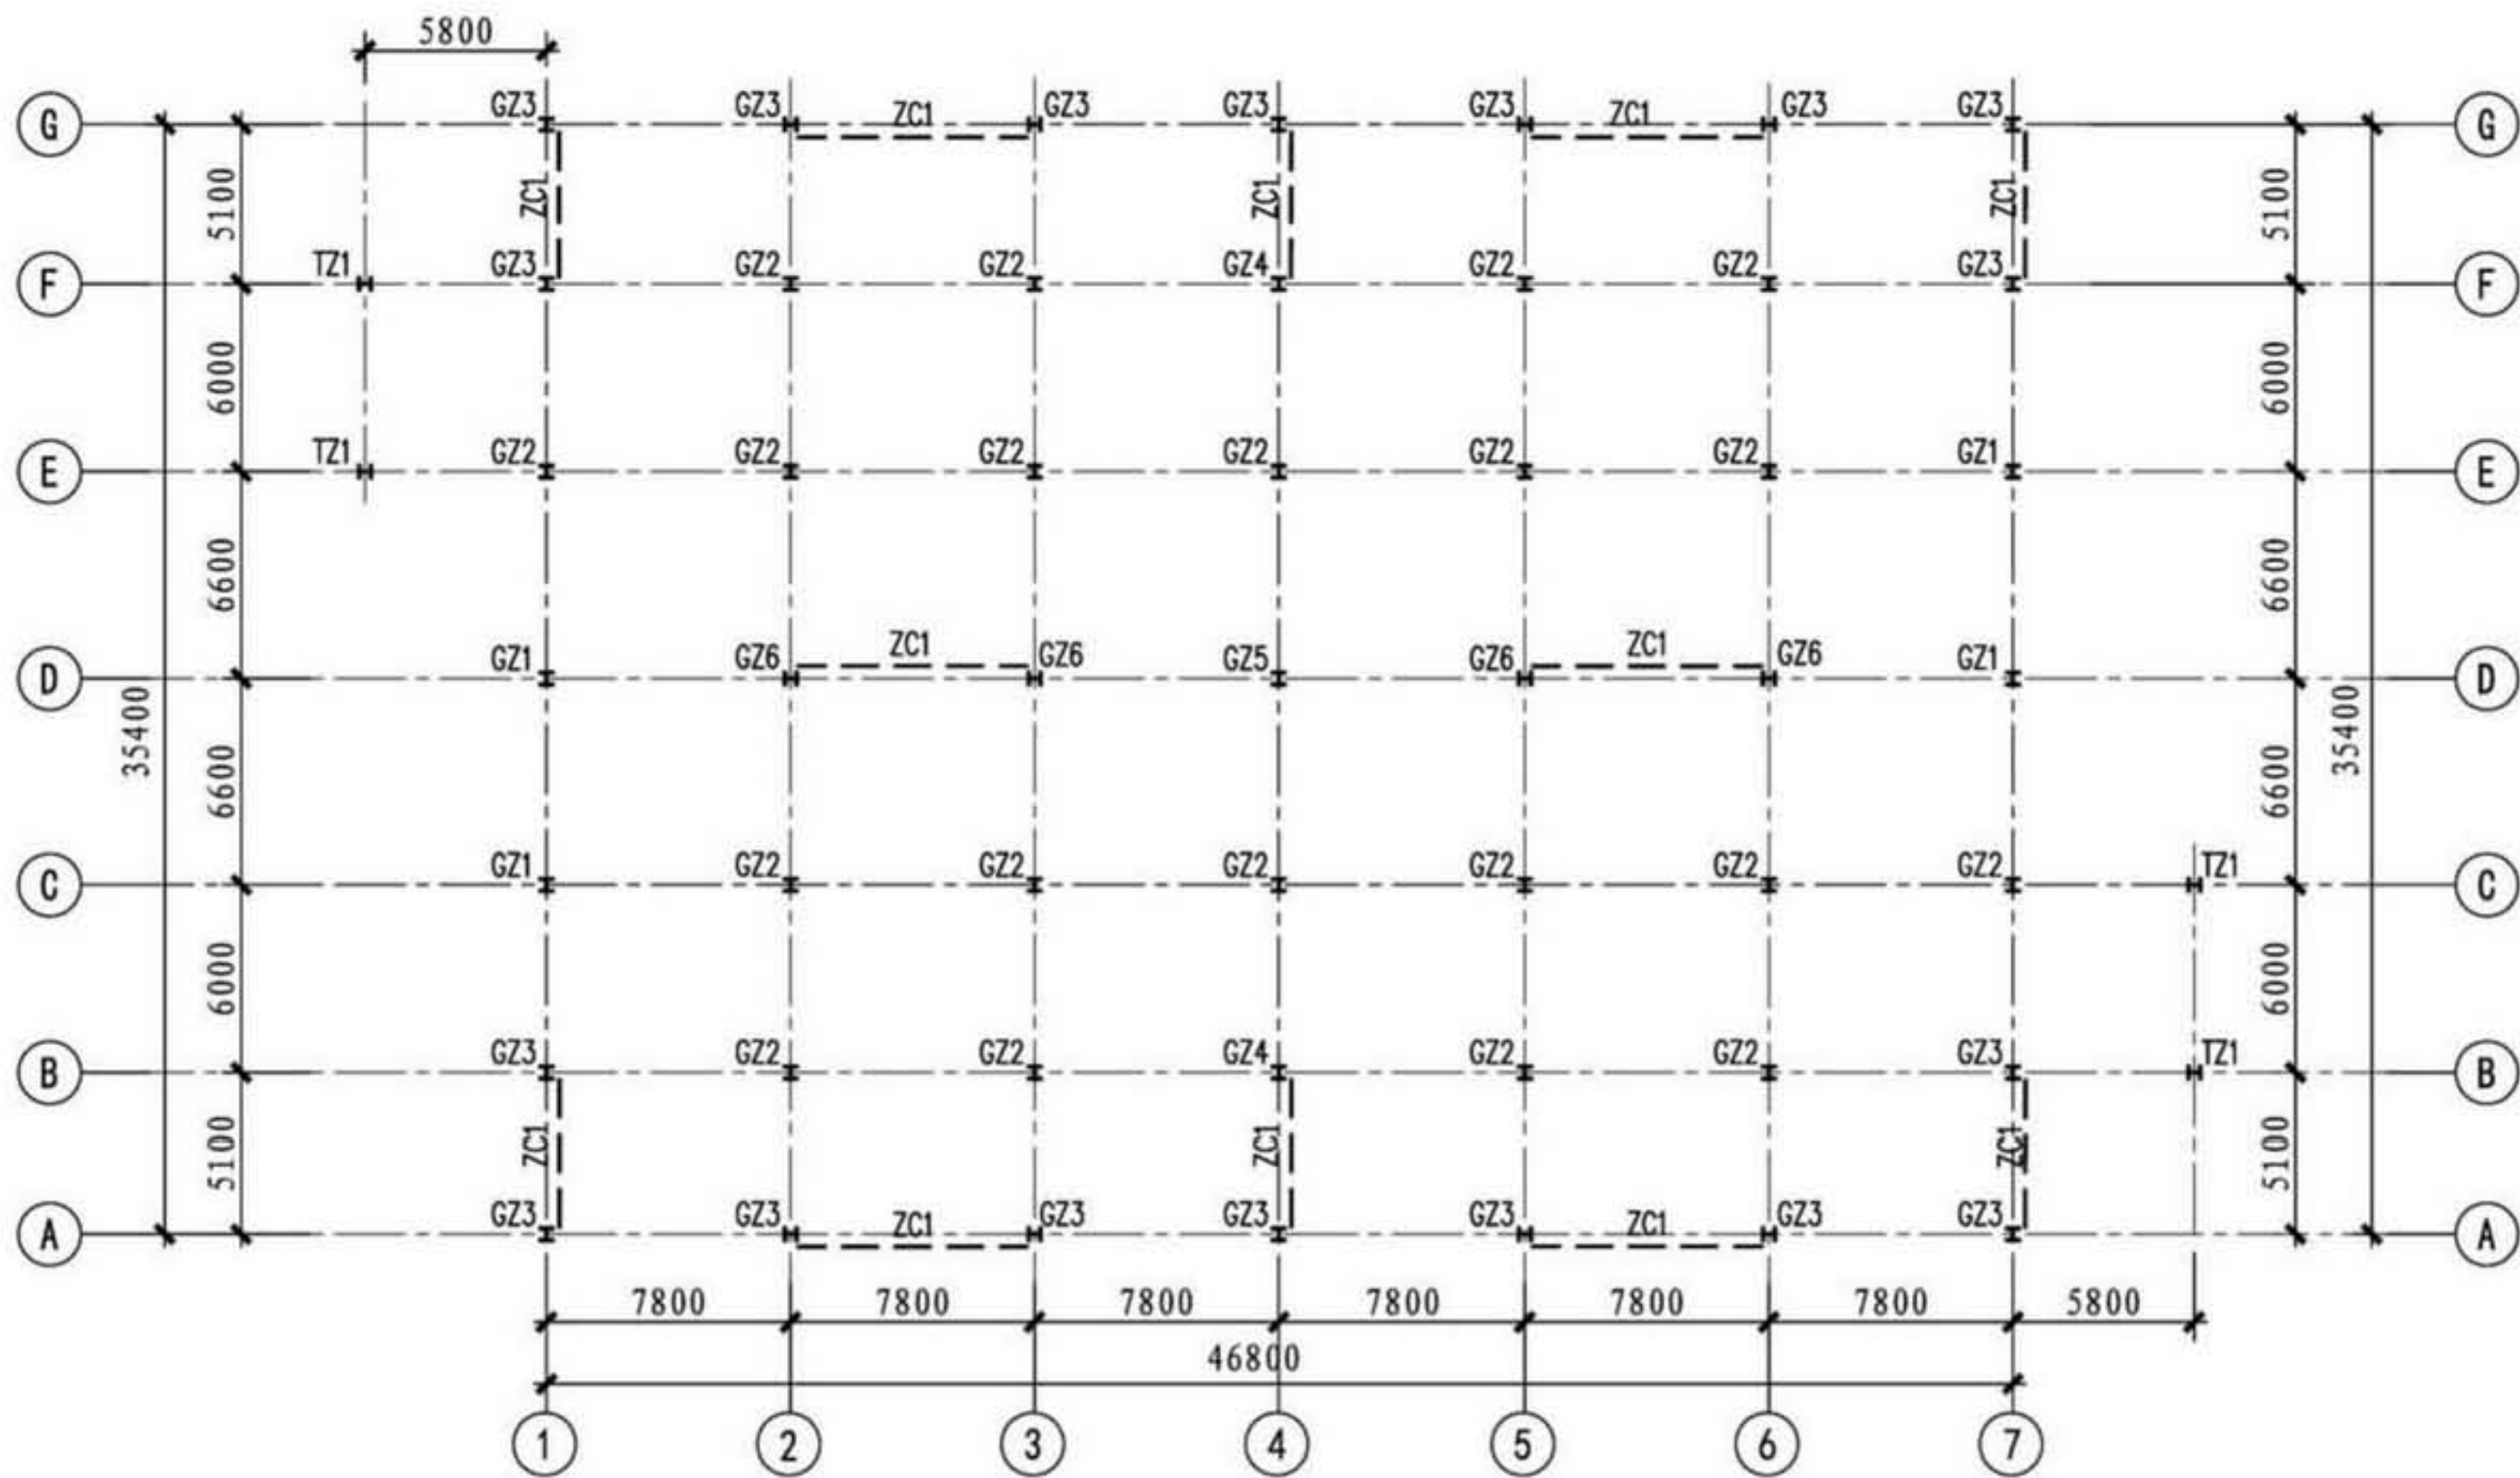 5800
G GZ3 GZ3 ZC1 GZ3 GZ3 GZ3 ZC1 GZ3 GZ3 G
5100 ZC1 ZC1 ZC1 5100
F TZ1 GZ3 GZ2 GZ2 GZ4 GZ2 GZ2 GZ3 F
6000 6000
E TZ1 GZ2 GZ2 GZ2 GZ2 GZ2 GZ2 GZ1 E
6600 6600
D GZ1 GZ6 ZC1 GZ6 GZ5 GZ6 ZC1 GZ6 GZ1 D
35400 35400
6600 6600
C GZ1 GZ2 GZ2 GZ2 GZ2 GZ2 GZ2 TZ1 C
6000 6000
B GZ3 GZ2 GZ2 GZ4 GZ2 GZ2 GZ3 TZ1 B
5100 ZC1 ZC1 ZC1 5100
A GZ3 GZ3 ZC1 GZ3 GZ3 GZ3 ZC1 GZ3 GZ3 A
7800 7800 7800 7800 7800 7800 5800
46800
1 2 3 4 5 6 7